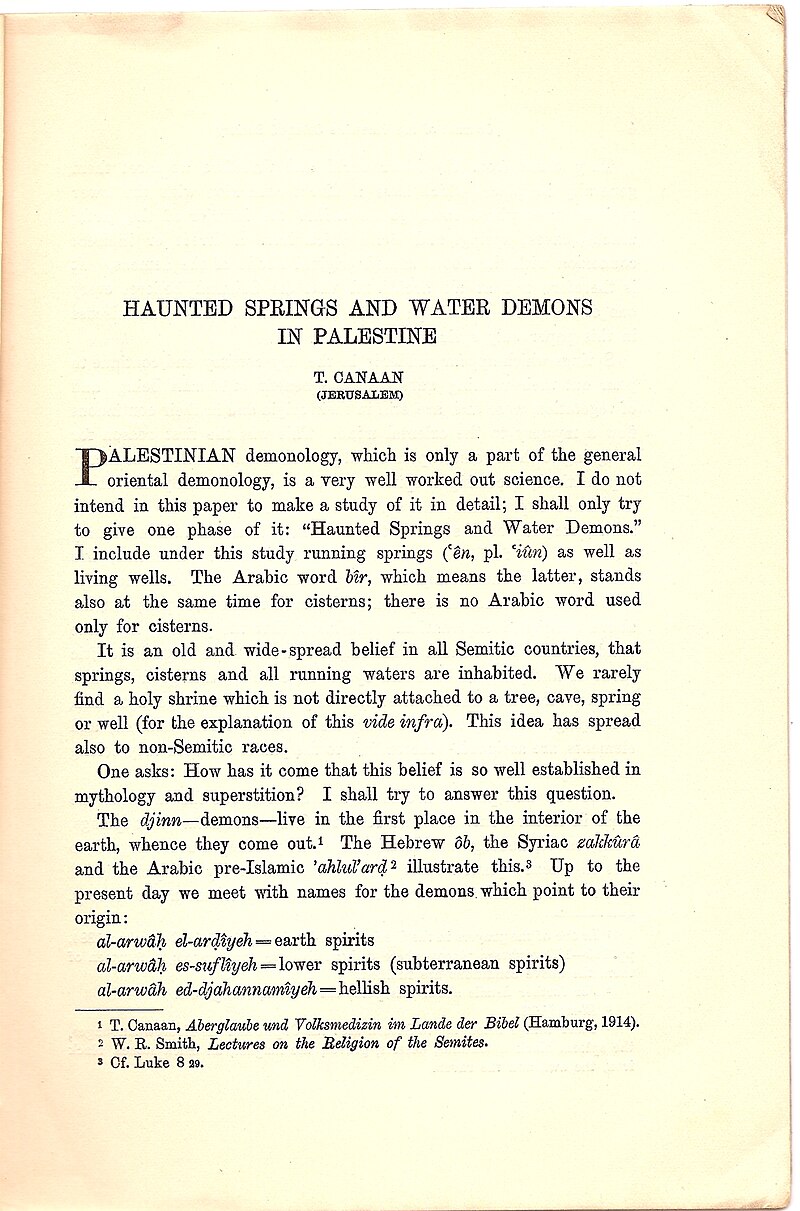 HAUNTED SPRINGS AND WATER DEMONS
IN PALESTINE
T. CANAAN
(JERUSALEM)
PALESTINIAN demonology, which is only a part of the general
oriental demonology, is a very well worked out science. I do not
intend in this paper to make a study of it in detail; I shall only try
to give one phase of it: “Haunted Springs and Water Demons.”
I include under this study running springs (‘ên, pl. ‘iûn) as well as
living wells. The Arabic word bîr, which means the latter, stands
also at the same time for cisterns; there is no Arabic word used
only for cisterns.
It is an old and wide-spread belief in all Semitic countries, that
springs, cisterns and all running waters are inhabited. We rarely
find a holy shrine which is not directly attached to a tree, cave, spring
or well (for the explanation of this vide infra). This idea has spread
also to non-Semitic races.
One asks: How has it come that this belief is so well established in
mythology and superstition? I shall try to answer this question.
The djinn—demons—live in the first place in the interior of the
earth, whence they come out.¹ The Hebrew ôb, the Syriac zakkûrâ
and the Arabic pre-Islamic ’ahlul’arḍ² illustrate this.³ Up to the
present day we meet with names for the demons which point to their
origin:
al-arwâḥ el-arḍîyeh = earth spirits
al-arwâḥ es-suflîyeh = lower spirits (subterranean spirits)
al-arwâḥ ed-djahannamîyeh = hellish spirits.
¹ T. Canaan, Aberglaube und Volksmedizin im Lande der Bibel (Hamburg, 1914).
² W. R. Smith, Lectures on the Religion of the Semites.
³ Cf. Luke 8 29.